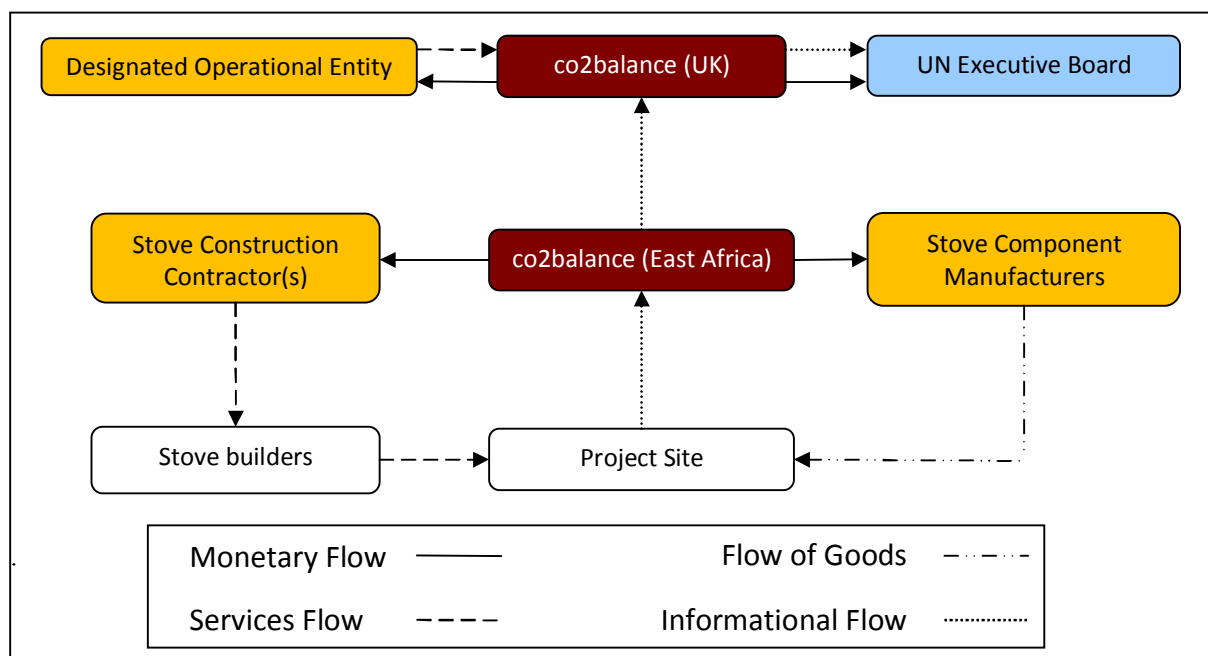 Designated Operational Entity
co2balance (UK)
UN Executive Board
Stove Construction
Contractor(s)
co2balance (East Africa)
Stove Component
Manufacturers
Stove builders
Project Site
Monetary Flow
Flow of Goods
Services Flow
Informational Flow